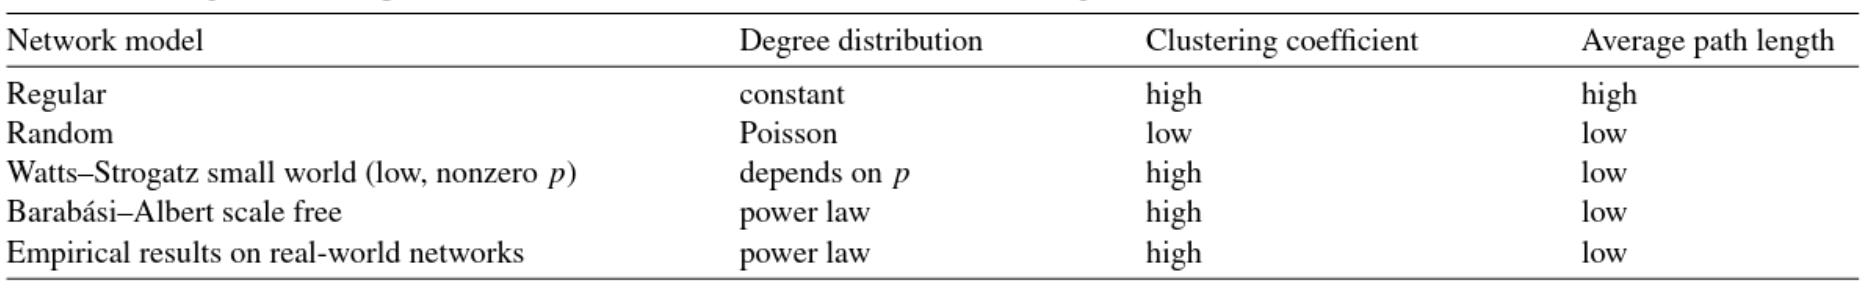 Network model Degree distribution Clustering coefficient Average path length
Regular constant high high
Random Poisson low low
Watts–Strogatz small world (low, nonzero p) depends on p high low
Barabási–Albert scale free power law high low
Empirical results on real-world networks power law high low